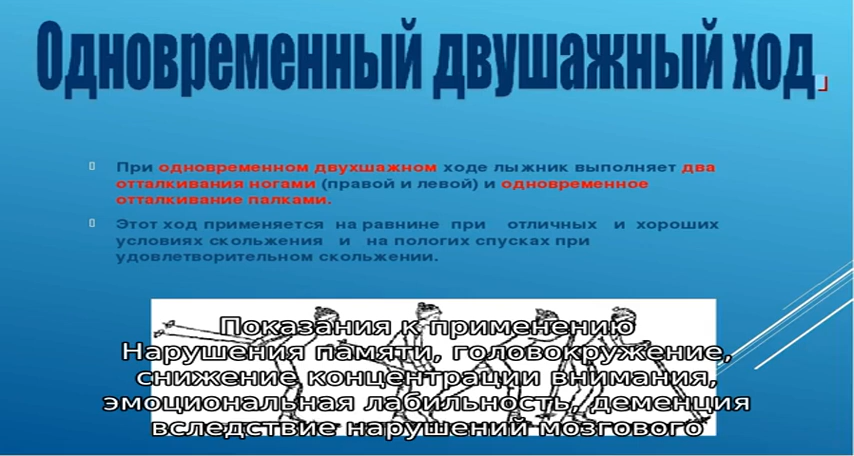 Одновременный двушажный ход
При одновременном двухшажном ходе лыжник выполняет два
отталкивания ногами (правой и левой) и одновременное
отталкивание палками.
Этот ход применяется на равнине при отличных и хороших
условиях скольжения и на пологих спусках при
удовлетворительном скольжении.
Показания к применению
Нарушения памяти, головокружение,
снижение концентрации внимания,
эмоциональная лабильность, деменция
вследствие нарушений мозгового